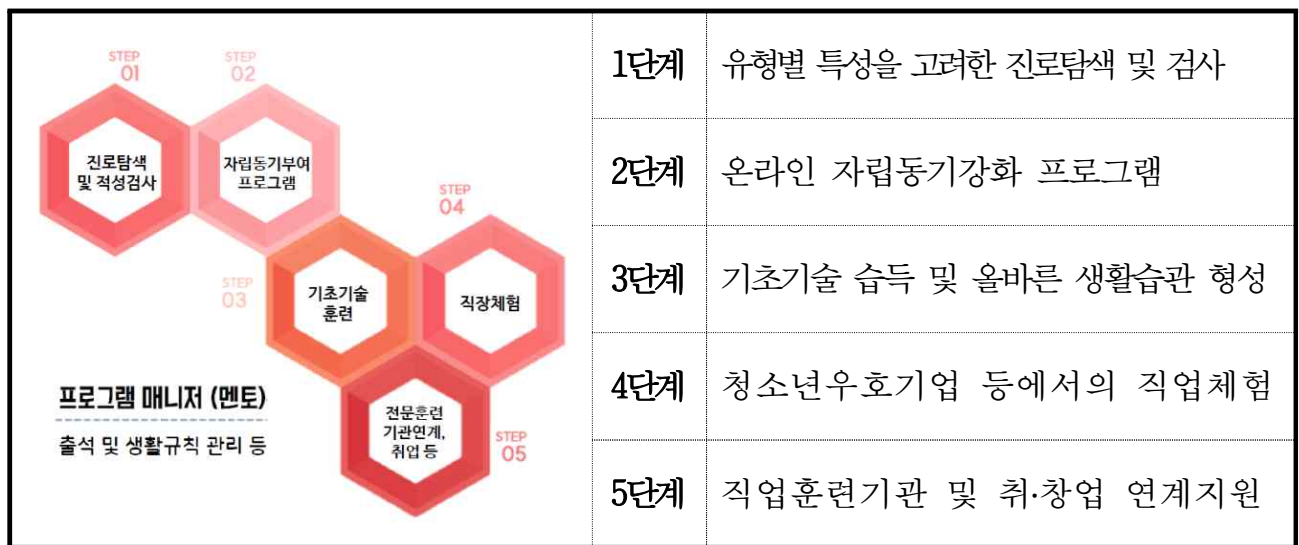 STEP
01
진로탐색
및 적성검사
STEP
02
자립동기부여
프로그램
STEP
03
기초기술
훈련
STEP
04
직장체험
STEP
05
전문훈련
기관연계,
취업 등
프로그램 매니저 (멘토)
출석 및 생활규칙 관리 등
1단계 유형별 특성을 고려한 진로탐색 및 검사
2단계 온라인 자립동기강화 프로그램
3단계 기초기술 습득 및 올바른 생활습관 형성
4단계 청소년우호기업 등에서의 직업체험
5단계 직업훈련기관 및 취·창업 연계지원